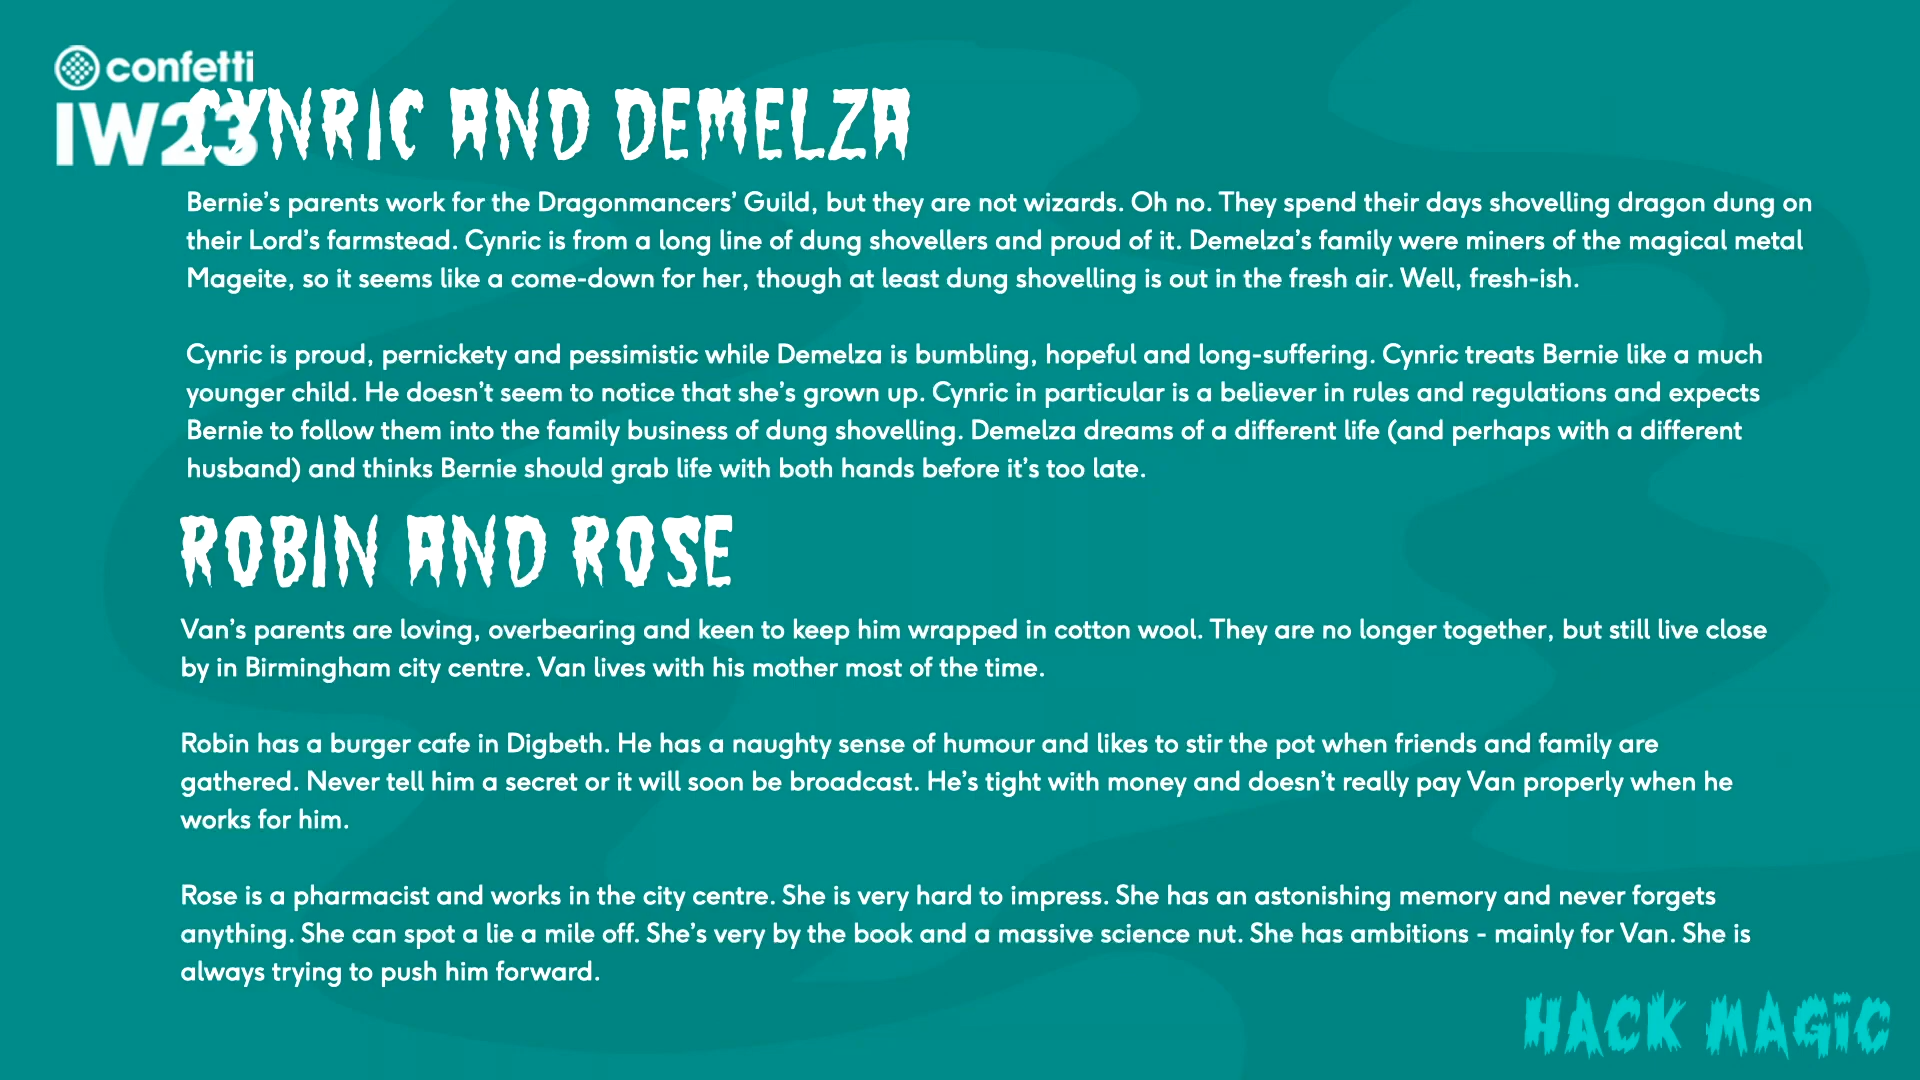 confetti
IW23
CYNRIC AND DEMELZA
Bernie’s parents work for the Dragonmancers’ Guild, but they are not wizards. Oh no. They spend their days shovelling dragon dung on
their Lord’s farmstead. Cynric is from a long line of dung shovellers and proud of it. Demelza’s family were miners of the magical metal
Mageite, so it seems like a come-down for her, though at least dung shovelling is out in the fresh air. Well, fresh-ish.
Cynric is proud, pernickety and pessimistic while Demelza is bumbling, hopeful and long-suffering. Cynric treats Bernie like a much
younger child. He doesn’t seem to notice that she’s grown up. Cynric in particular is a believer in rules and regulations and expects
Bernie to follow them into the family business of dung shovelling. Demelza dreams of a different life (and perhaps with a different
husband) and thinks Bernie should grab life with both hands before it’s too late.
ROBIN AND ROSE
Van’s parents are loving, overbearing and keen to keep him wrapped in cotton wool. They are no longer together, but still live close
by in Birmingham city centre. Van lives with his mother most of the time.
Robin has a burger cafe in Digbeth. He has a naughty sense of humour and likes to stir the pot when friends and family are
gathered. Never tell him a secret or it will soon be broadcast. He’s tight with money and doesn’t really pay Van properly when he
works for him.
Rose is a pharmacist and works in the city centre. She is very hard to impress. She has an astonishing memory and never forgets
anything. She can spot a lie a mile off. She’s very by the book and a massive science nut. She has ambitions - mainly for Van. She is
always trying to push him forward.
HACK MAGIC